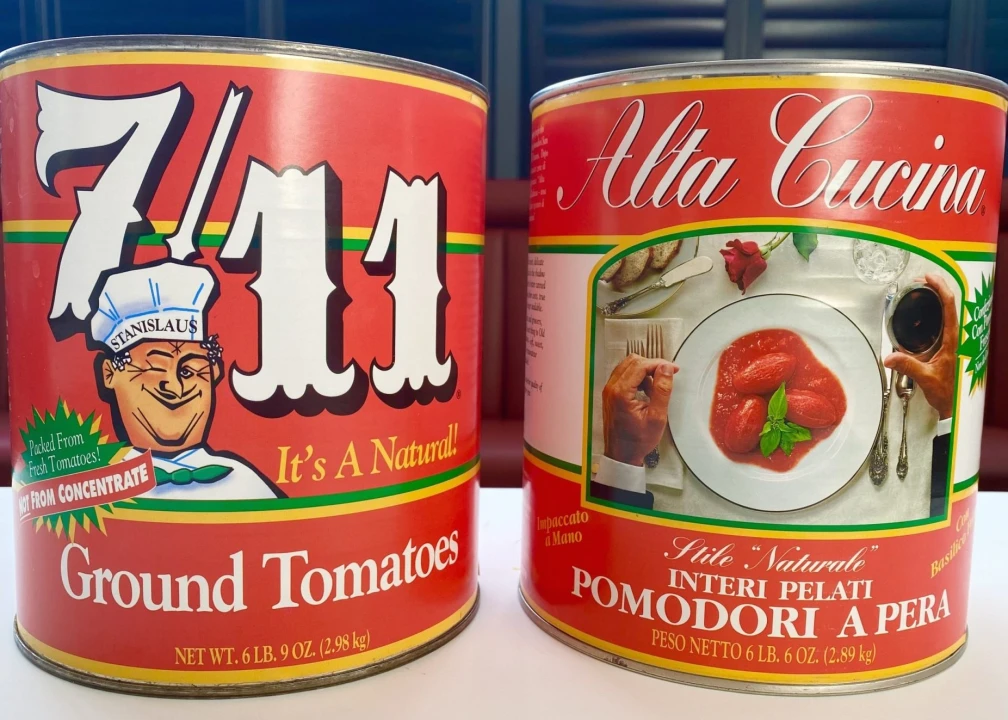 7/11
STANISLAUS
It's A Natural!
Packed From
Fresh Tomatoes!
NOT FROM CONCENTRATE
Ground Tomatoes
NET WT. 6 LB. 9 OZ. (2.98 kg)
Alta Cucina
Impaccato
a Mano
Con
Stile "Naturale"
INTERI PELATI
POMODORI A PERA
PESO NETTO 6 LB. 6 OZ. (2.89 kg)